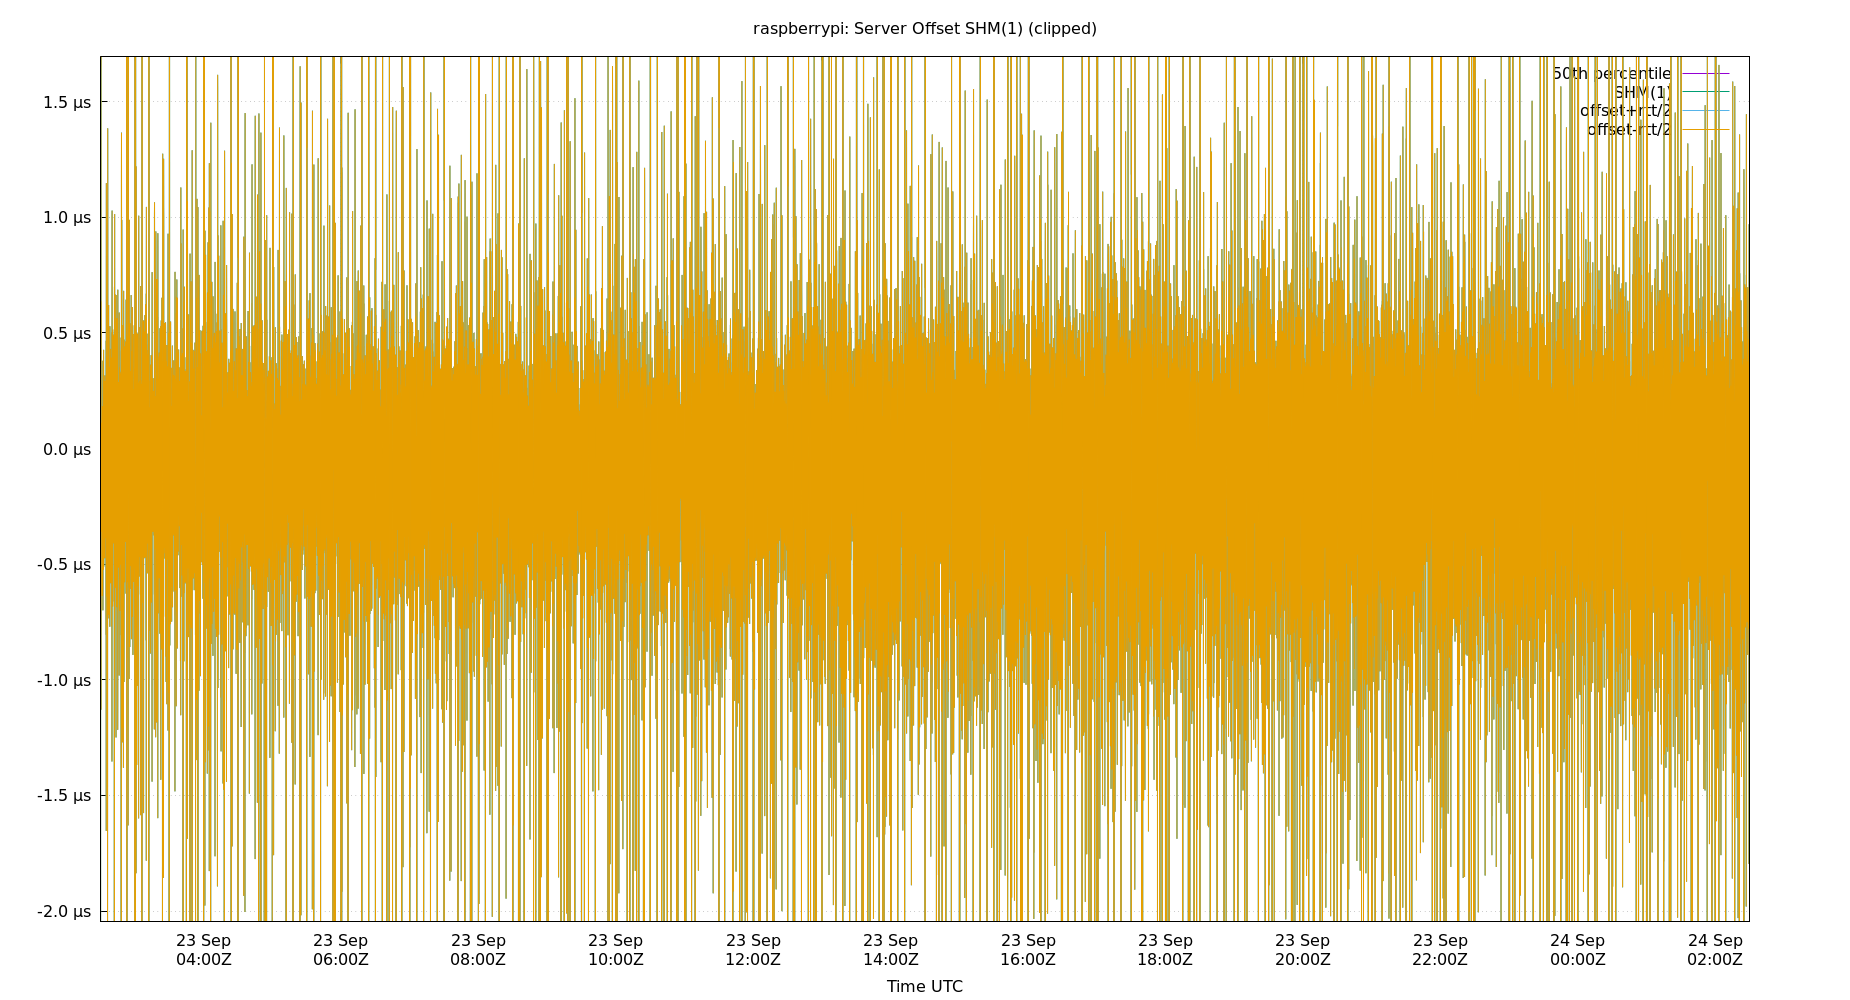 raspberrypi: Server Offset SHM(1) (clipped)
50th percentile
SHM(1)
offset+rtt/2
offset-rtt/2
1.5 µs
1.0 µs
0.5 µs
0.0 µs
-0.5 µs
-1.0 µs
-1.5 µs
-2.0 µs
23 Sep 23 Sep 23 Sep 23 Sep 23 Sep 23 Sep 23 Sep 23 Sep 23 Sep 23 Sep 24 Sep 24 Sep
04:00Z 06:00Z 08:00Z 10:00Z 12:00Z 14:00Z 16:00Z 18:00Z 20:00Z 22:00Z 00:00Z 02:00Z
Time UTC